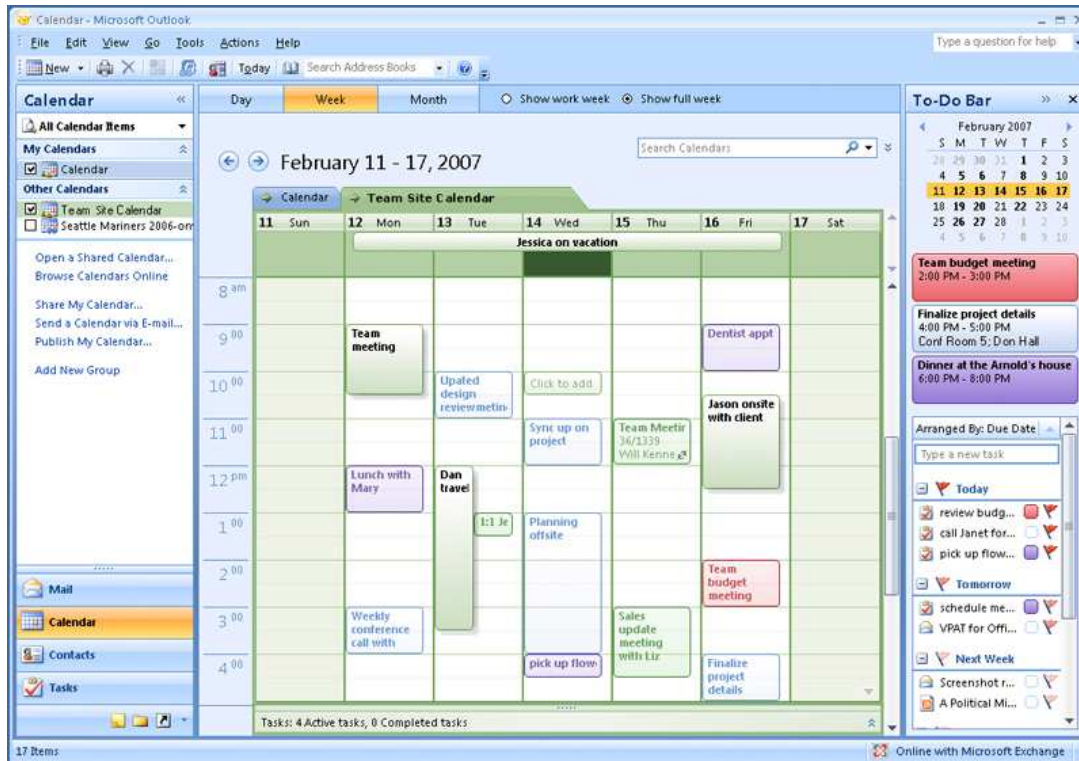 Calendar - Microsoft Outlook
File Edit View Go Tools Actions Help
Type a question for help
New Today Search Address Books
Calendar «
All Calendar Items
My Calendars
Calendar
Other Calendars
Team Site Calendar
Seattle Mariners 2006-on
Open a Shared Calendar...
Browse Calendars Online
Share My Calendar...
Send a Calendar via E-mail...
Publish My Calendar...
Add New Group
Mail
Calendar
Contacts
Tasks
Day Week Month Show work week Show full week
February 11 - 17, 2007
Search Calendars
Calendar Team Site Calendar
11 Sun 12 Mon 13 Tue 14 Wed 15 Thu 16 Fri 17 Sat
Jessica on vacation
8 am
9 00
10 00
11 00
12 pm
1 00
2 00
3 00
4 00
Team
meeting
Lunch with
Mary
Weekly
conference
call with
Upated
design
reviewmetin
Dan
travel
1:1 Je
Click to add
Sync up on
project
Planning
offsite
pick up flow
Team Meetir
36/1339
Will Kenne
Sales
update
meeting
with Liz
Dentist appt
Jason onsite
with client
Team
budget
meeting
Finalize
project
details
Tasks: 4 Active tasks, 0 Completed tasks
To-Do Bar » ×
February 2007
S M T W T F S
28 29 30 31 1 2 3
4 5 6 7 8 9 10
11 12 13 14 15 16 17
18 19 20 21 22 23 24
25 26 27 28 1 2 3
4 5 6 7 8 9 10
Team budget meeting
2:00 PM - 3:00 PM
Finalize project details
4:00 PM - 5:00 PM
Conf Room 5; Don Hall
Dinner at the Arnold's house
6:00 PM - 8:00 PM
Arranged By: Due Date
Type a new task
Today
review budg...
call Janet for...
pick up flow...
Tomorrow
schedule me...
VPAT for Offi...
Next Week
Screenshot r...
A Political Mi...
17 Items
Online with Microsoft Exchange